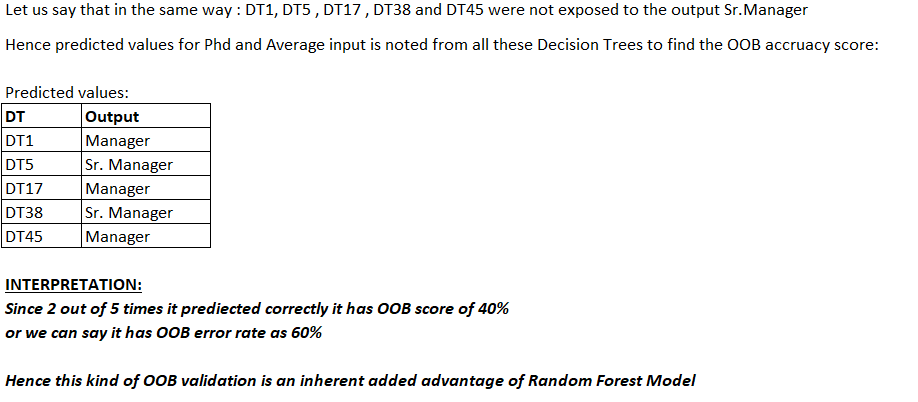 Let us say that in the same way : DT1, DT5 , DT17 , DT38 and DT45 were not exposed to the output Sr.Manager
Hence predicted values for Phd and Average input is noted from all these Decision Trees to find the OOB accruacy score:
Predicted values:
DT Output
DT1 Manager
DT5 Sr. Manager
DT17 Manager
DT38 Sr. Manager
DT45 Manager
INTERPRETATION:
Since 2 out of 5 times it prediected correctly it has OOB score of 40%
or we can say it has OOB error rate as 60%
Hence this kind of OOB validation is an inherent added advantage of Random Forest Model